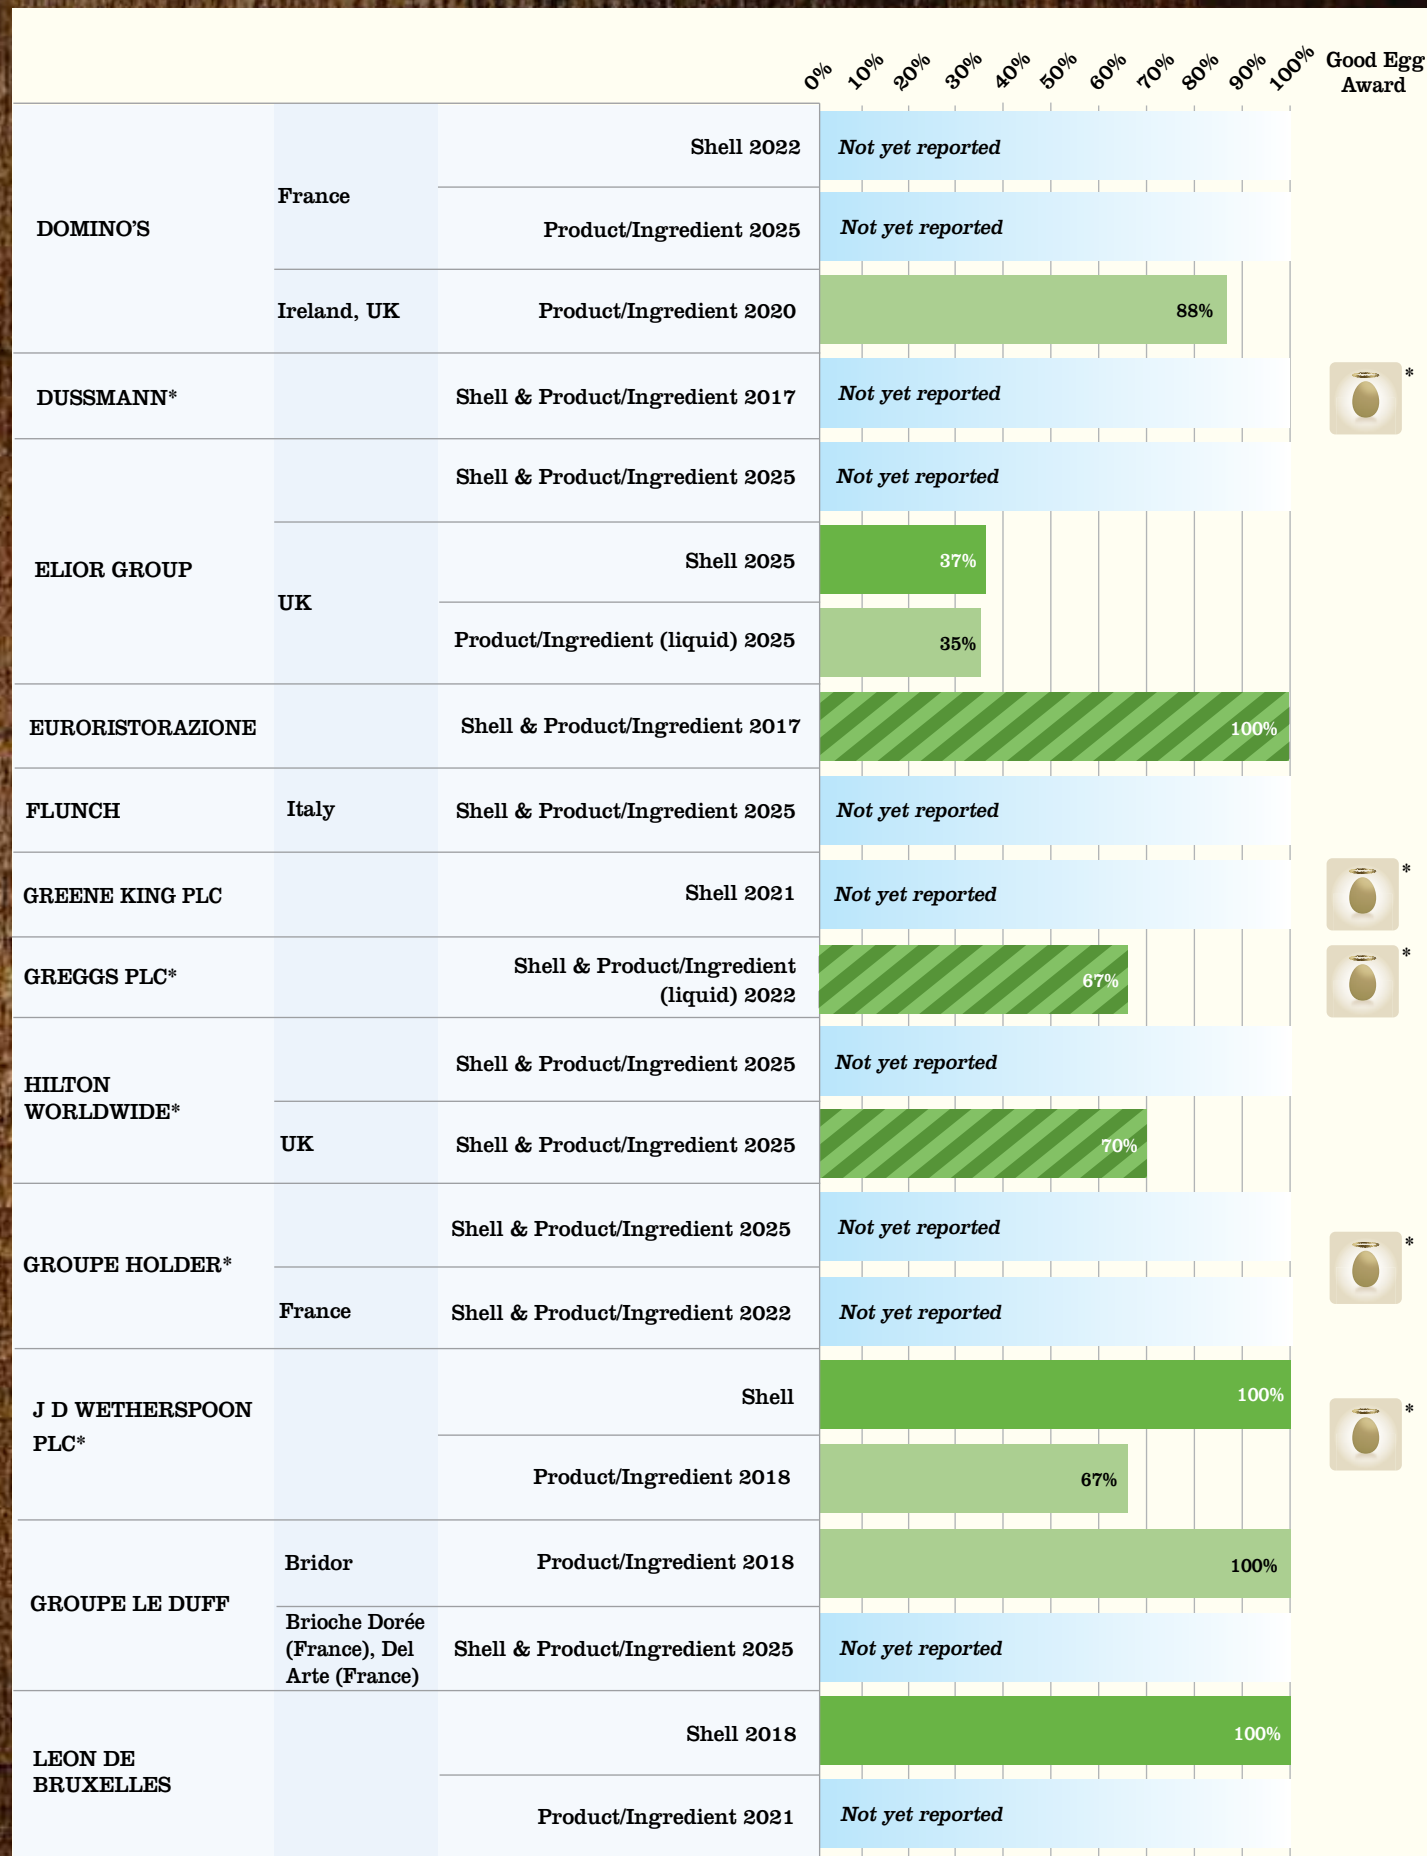 0% 10% 20% 30% 40% 50% 60% 70% 80% 90% 100% Good Egg
Award
DOMINO'S
France
Shell 2022
Not yet reported
Product/Ingredient 2025
Not yet reported
Ireland, UK
Product/Ingredient 2020
88%
DUSSMANN*
Shell & Product/Ingredient 2017
Not yet reported
*
ELIOR GROUP
Shell & Product/Ingredient 2025
Not yet reported
UK
Shell 2025
37%
Product/Ingredient (liquid) 2025
35%
EURORISTORAZIONE
Shell & Product/Ingredient 2017
100%
FLUNCH
Italy
Shell & Product/Ingredient 2025
Not yet reported
GREENE KING PLC
Shell 2021
Not yet reported
*
GREGGS PLC*
Shell & Product/Ingredient
(liquid) 2022
67%
*
HILTON
WORLDWIDE*
Shell & Product/Ingredient 2025
Not yet reported
UK
Shell & Product/Ingredient 2025
70%
GROUPE HOLDER*
Shell & Product/Ingredient 2025
Not yet reported
*
France
Shell & Product/Ingredient 2022
Not yet reported
J D WETHERSPOON
PLC*
Shell
100%
*
Product/Ingredient 2018
67%
GROUPE LE DUFF
Bridor
Product/Ingredient 2018
100%
Brioche Dorée
(France), Del
Arte (France)
Shell & Product/Ingredient 2025
Not yet reported
LEON DE
BRUXELLES
Shell 2018
100%
Product/Ingredient 2021
Not yet reported